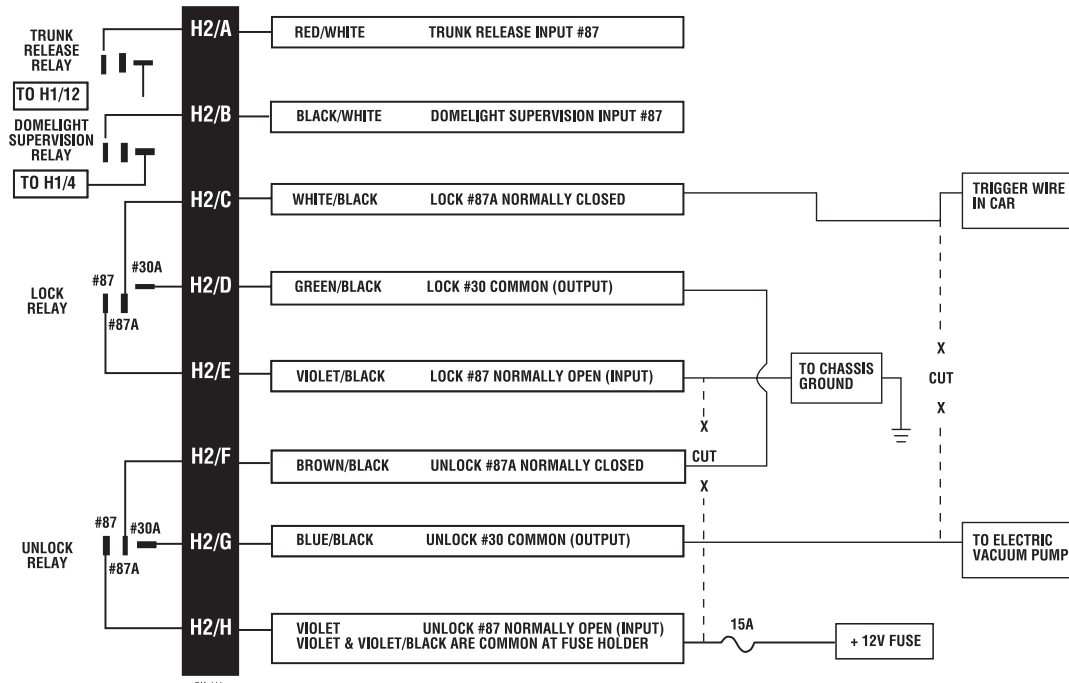 H2/A
RED/WHITE TRUNK RELEASE INPUT #87
TRUNK
RELEASE
RELAY
TO H1/12
H2/B
BLACK/WHITE DOMELIGHT SUPERVISION INPUT #87
DOMELIGHT
SUPERVISION
RELAY
TO H1/4
H2/C
WHITE/BLACK LOCK #87A NORMALLY CLOSED
TRIGGER WIRE
IN CAR
#87
#30A
#87A
LOCK
RELAY
H2/D
GREEN/BLACK LOCK #30 COMMON (OUTPUT)
X
CUT
X
H2/E
VIOLET/BLACK LOCK #87 NORMALLY OPEN (INPUT)
TO CHASSIS
GROUND
X
CUT
X
H2/F
BROWN/BLACK UNLOCK #87A NORMALLY CLOSED
#87
#30A
#87A
UNLOCK
RELAY
H2/G
BLUE/BLACK UNLOCK #30 COMMON (OUTPUT)
TO ELECTRIC
VACUUM PUMP
H2/H
VIOLET UNLOCK #87 NORMALLY OPEN (INPUT)
VIOLET & VIOLET/BLACK ARE COMMON AT FUSE HOLDER
15A
+ 12V FUSE